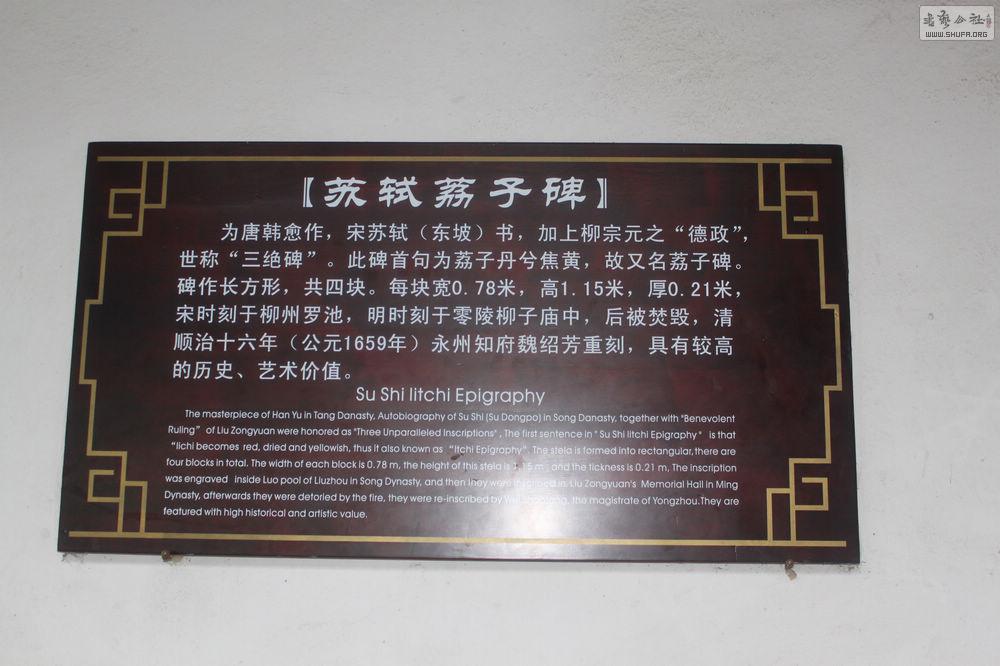 書藝公社
WWW.SHUFA.ORG
【苏轼荔子碑】
为唐韩愈作，宋苏轼（东坡）书，加上柳宗元之“德政”，
世称“三绝碑”。此碑首句为荔子丹兮焦黄，故又名荔子碑。
碑作长方形，共四块。每块宽0.78米，高1.15米，厚0.21米，
宋时刻于柳州罗池，明时刻于零陵柳子庙中，后被焚毁，清
顺治十六年（公元1659年）永州知府魏绍芳重刻，具有较高
的历史、艺术价值。
Su Shi litchi Epigraphy
The masterpiece of Han Yu in Tang Danasty, Autobiography of Su Shi (Su Dongpo) in Song Danasty, together with "Benevolent
Ruling" of Liu Zongyuan were honored as "Three Unparalleled Inscriptions" , The first sentence in " Su Shi litchi Epigraphy " is that
"lichi becomes red, dried and yellowish, thus it also known as "ltchi Epigraphy". The stela is formed into rectangular, there are
four blocks in total. The width of each block is 0.78 m, the height of this stela is 1.15 m , and the tickness is 0.21 m, The inscription
was engraved inside Luo pool of Liuzhou in Song Dynasty, and then they were inscribed in Liu Zongyuan's Memorial Hall in Ming
Dynasty, afterwards they were detoried by the fire, they were re-inscribed by the magistrate of Yongzhou.They are
featured with high historical and artistic value.